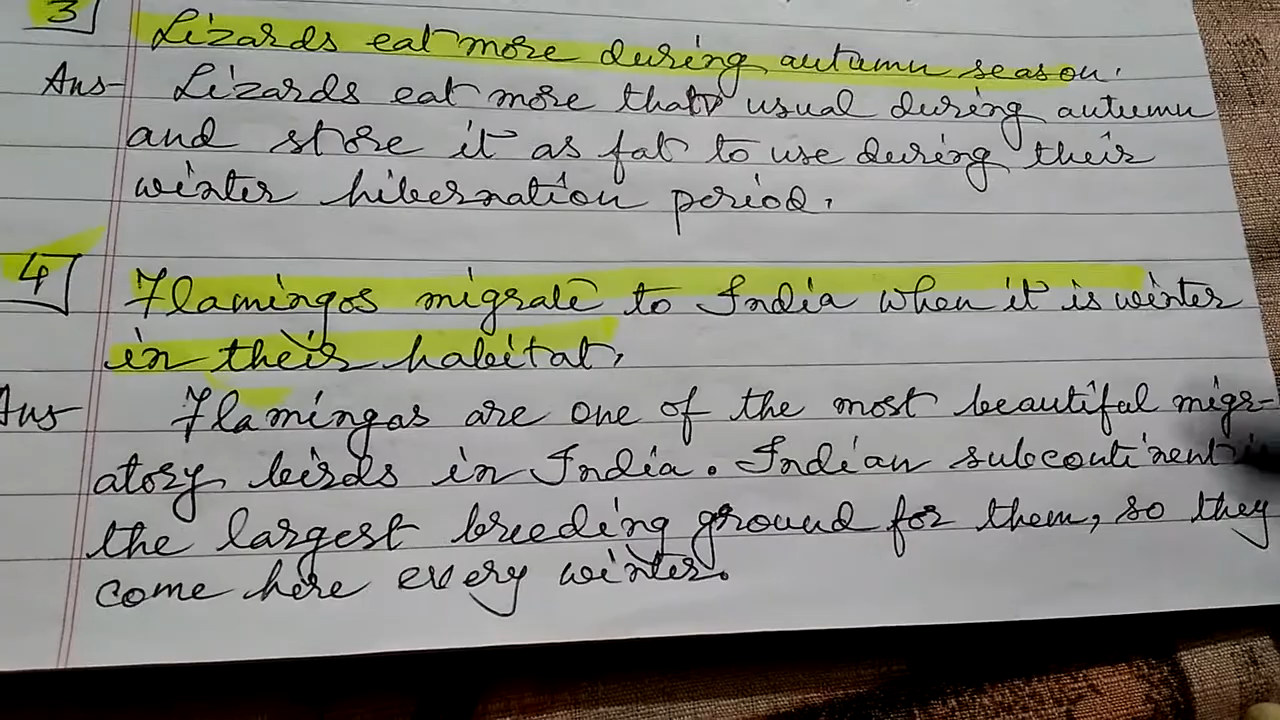 3 Lizards eat more during autumn season.
Ans- Lizards eat more than usual during autumn
and store it as fat to use during their
winter hibernation period.
4 Flamingos migrate to India when it is winter
in their habitat.
Ans Flamingas are one of the most beautiful migr-
atory birds in India. Indian subcontinent
the largest breeding ground for them, so they
come here every winter.